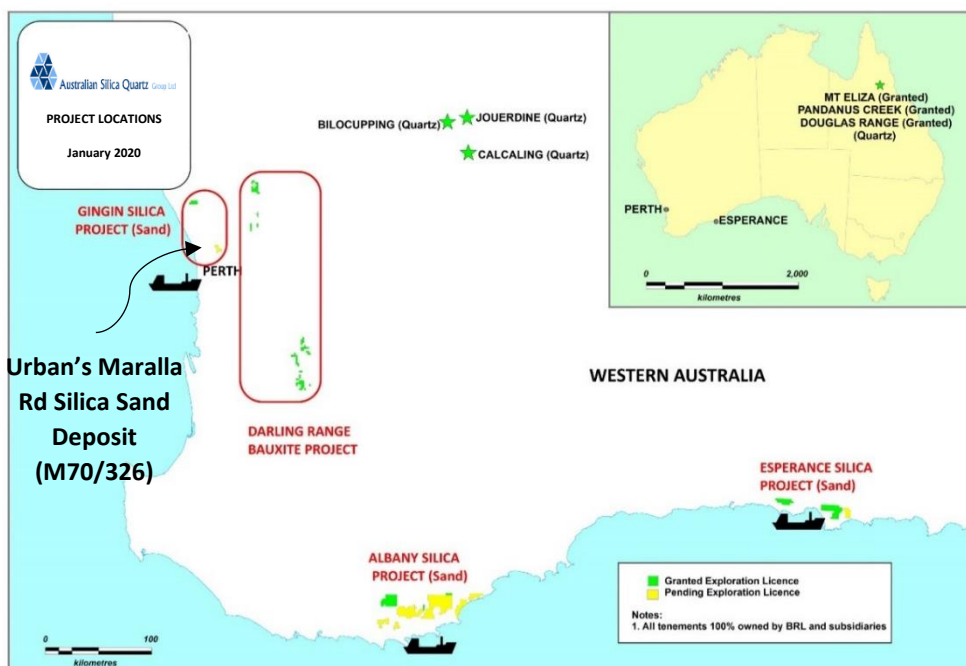 Australian Silica Quartz Group Ltd
PROJECT LOCATIONS
January 2020
BILOCUPPING (Quartz)
JOUERDINE (Quartz)
CALCALING (Quartz)
GINGIN SILICA
PROJECT (Sand)
PERTH
Urban’s Maralla
Rd Silica Sand
Deposit
(M70/326)
DARLING RANGE
BAUXITE PROJECT
WESTERN AUSTRALIA
MT ELIZA (Granted)
PANDANUS CREEK (Granted)
DOUGLAS RANGE (Granted)
(Quartz)
PERTH
ESPERANCE
0 2,000
kilometres
ESPERANCE SILICA
PROJECT (Sand)
ALBANY SILICA
PROJECT (Sand)
Granted Exploration Licence
Pending Exploration Licence
Notes:
1. All tenements 100% owned by BRL and subsidiaries
0 100
kilometres